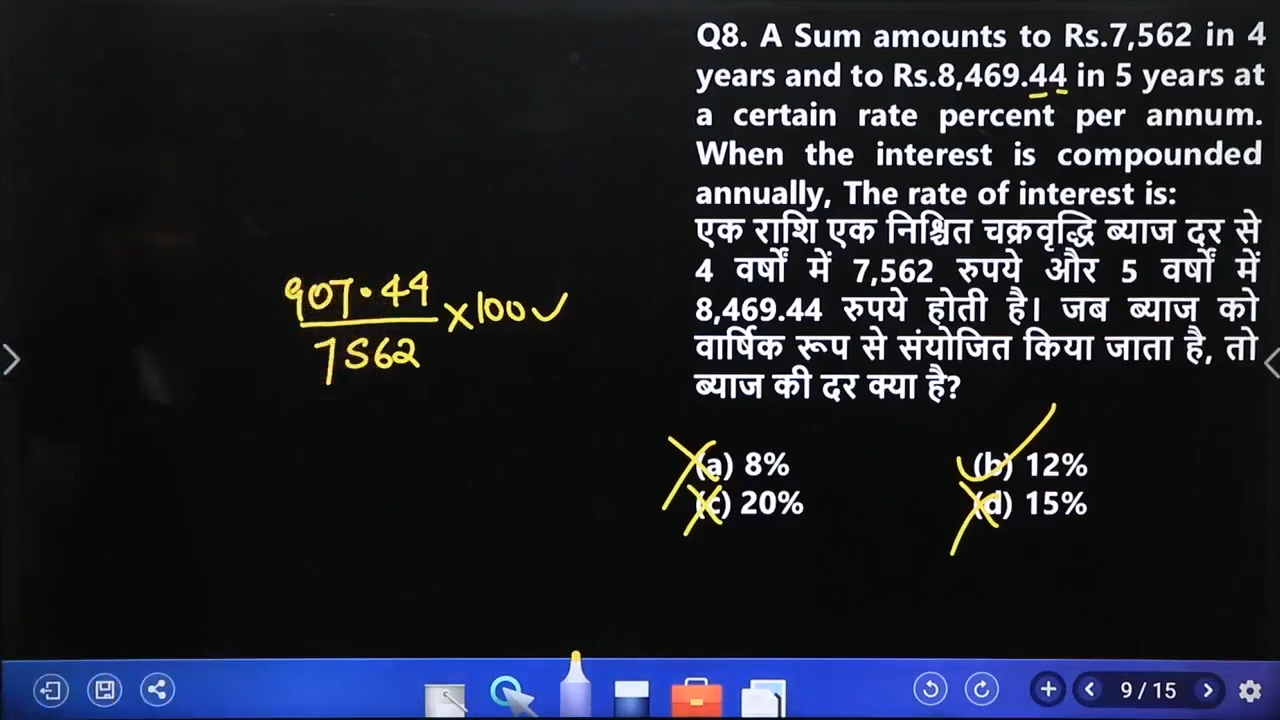 Q8. A Sum amounts to Rs.7,562 in 4
years and to Rs.8,469.44 in 5 years at
a certain rate percent per annum.
When the interest is compounded
annually, The rate of interest is:
एक राशि एक निश्चित चक्रवृद्धि ब्याज दर से
4 वर्षों में 7,562 रुपये और 5 वर्षों में
8,469.44 रुपये होती है। जब ब्याज को
वार्षिक रूप से संयोजित किया जाता है, तो
ब्याज की दर क्या है?
(a) 8% (b) 12%
(c) 20% (d) 15%
907.44
×100
7562
9 / 15